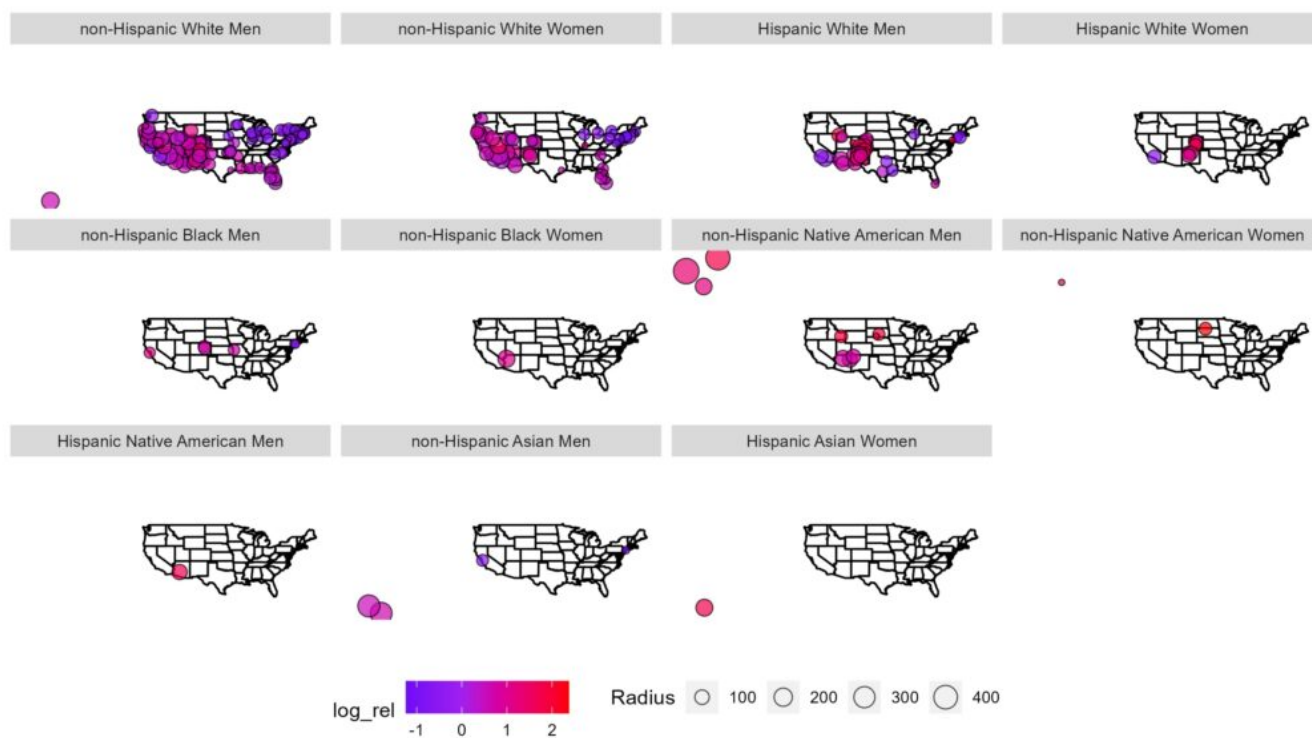 non-Hispanic White Men
non-Hispanic White Women
Hispanic White Men
Hispanic White Women
non-Hispanic Black Men
non-Hispanic Black Women
non-Hispanic Native American Men
non-Hispanic Native American Women
Hispanic Native American Men
non-Hispanic Asian Men
Hispanic Asian Women
log_rel
-1 0 1 2
Radius 100 200 300 400